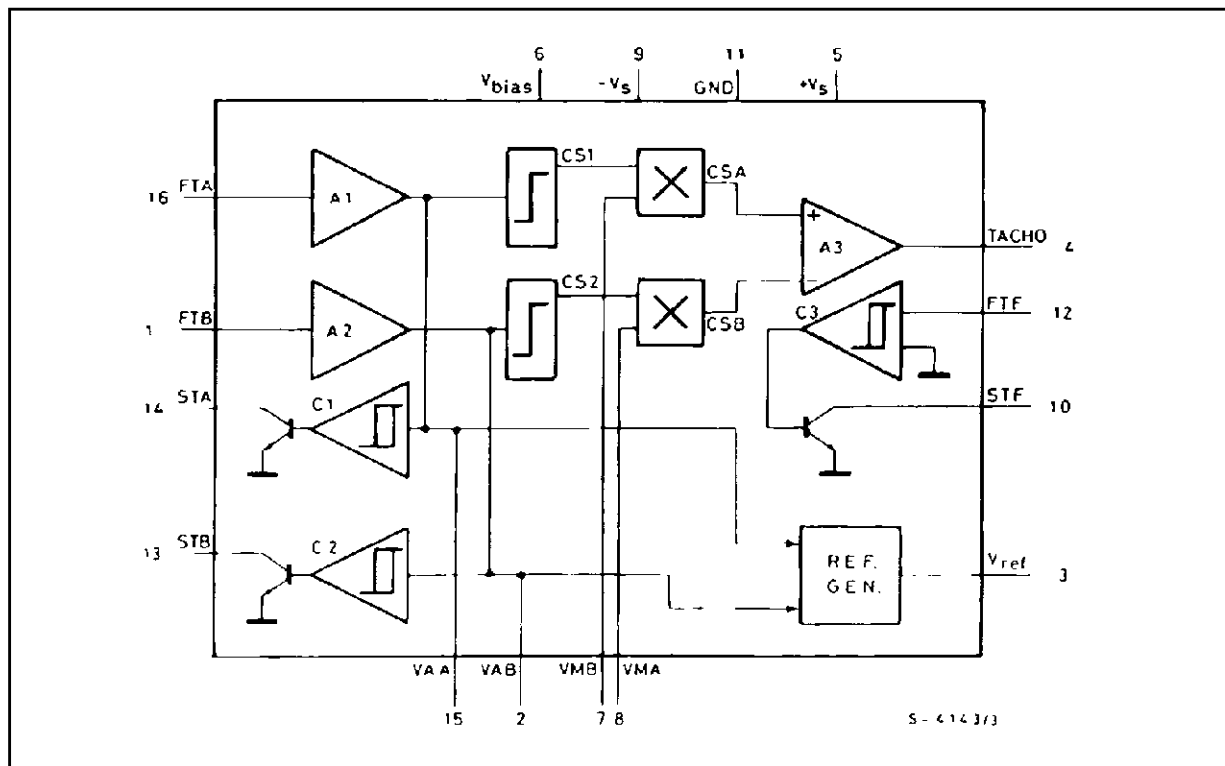 6 9 11 5
Vbias -Vs GND +Vs
CS1
CSA
16 FTA A1
+
A3 TACHO 4
CS2
CSB
1 FTB A2
C3 FTF 12
14 STA C1
STF 10
13 STB C2
REF. GEN.
Vref 3
VAA VAB VMB VMA
15 2 7 8
S-4143/3